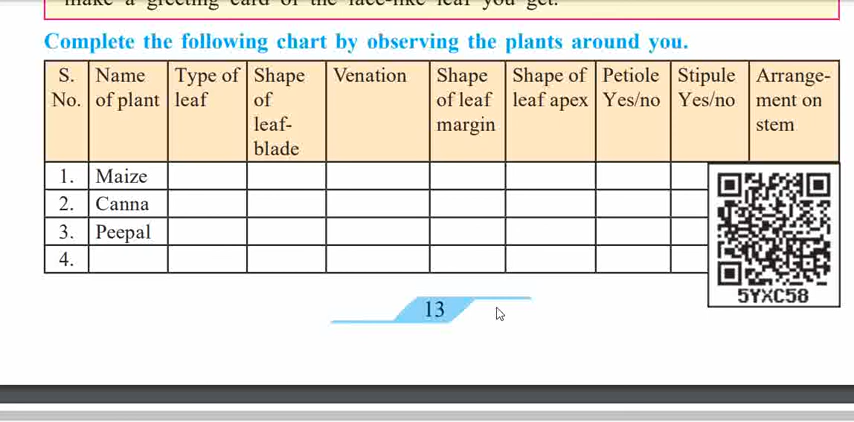 Complete the following chart by observing the plants around you.
S. No. Name of plant Type of leaf Shape of leaf-blade Venation Shape of leaf margin Shape of leaf apex Petiole Yes/no Stipule Yes/no Arrange-ment on stem
1. Maize
2. Canna
3. Peepal
4.
5YXC58
13